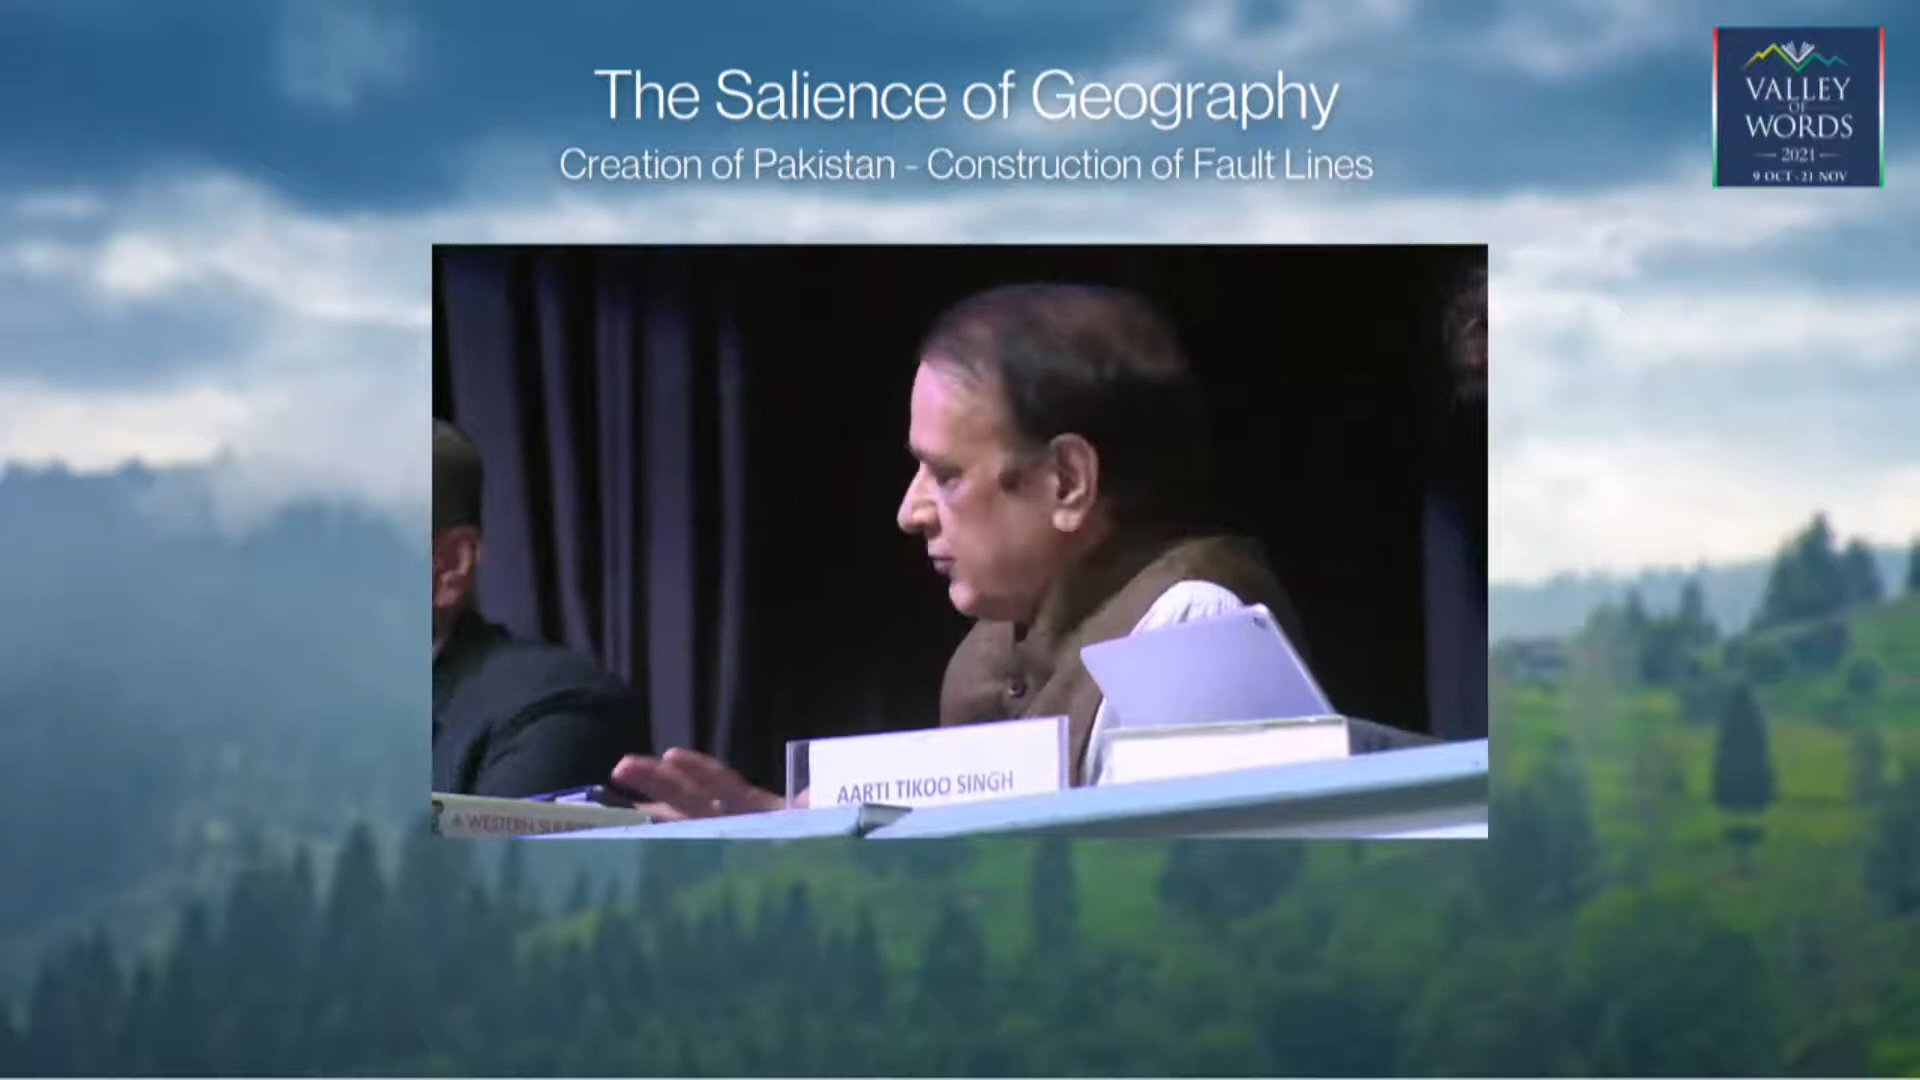 The Salience of Geography
Creation of Pakistan - Construction of Fault Lines
VALLEY
OF
WORDS
2021
9 OCT - 21 NOV
AARTI TIKOO SINGH
A WESTERN